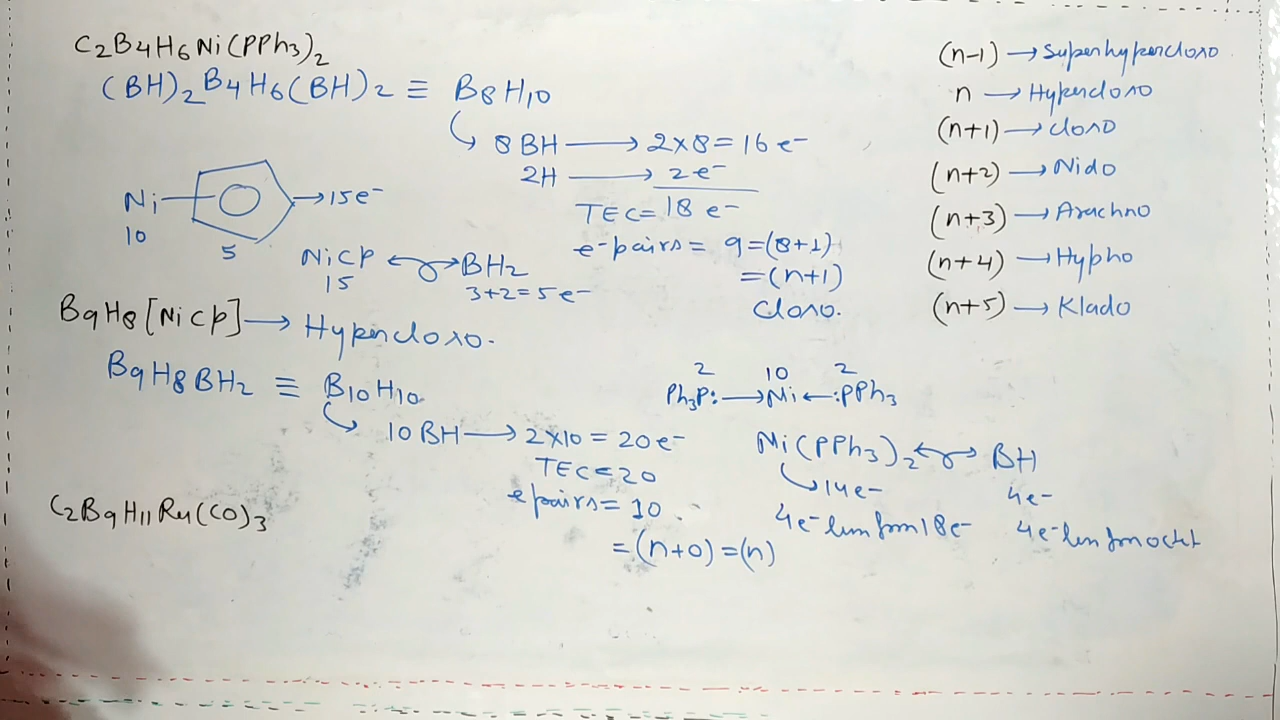 C2B4H6Ni(PPh3)2
(BH)2B4H6(BH)2 ≡ B8H10
8BH → 2×8=16 e-
2H → 2e-
TEC= 18 e-
e-pairs = 9=(8+1)
=(n+1)
Closo.
Ni
10
5
→15e-
NiCp ↔ BH2
15 3+2=5e-
B9H8[NiCp] → Hypercloso.
B9H8BH2 ≡ B10H10
10BH → 2×10=20e-
TEC=20
e pairs=10
=(n+0)=(n)
C2B9H11Ru(CO)3
(n-1) → Superhypercloso
n → Hypercloso
(n+1) → Closo
(n+2) → Nido
(n+3) → Arachno
(n+4) → Hypho
(n+5) → Klado
2 10 2
Ph3P: → Ni ← :PPh3
Ni(PPh3)2 ↔ BH
14e- 4e-
4e- less from 18e- 4e- less from octet